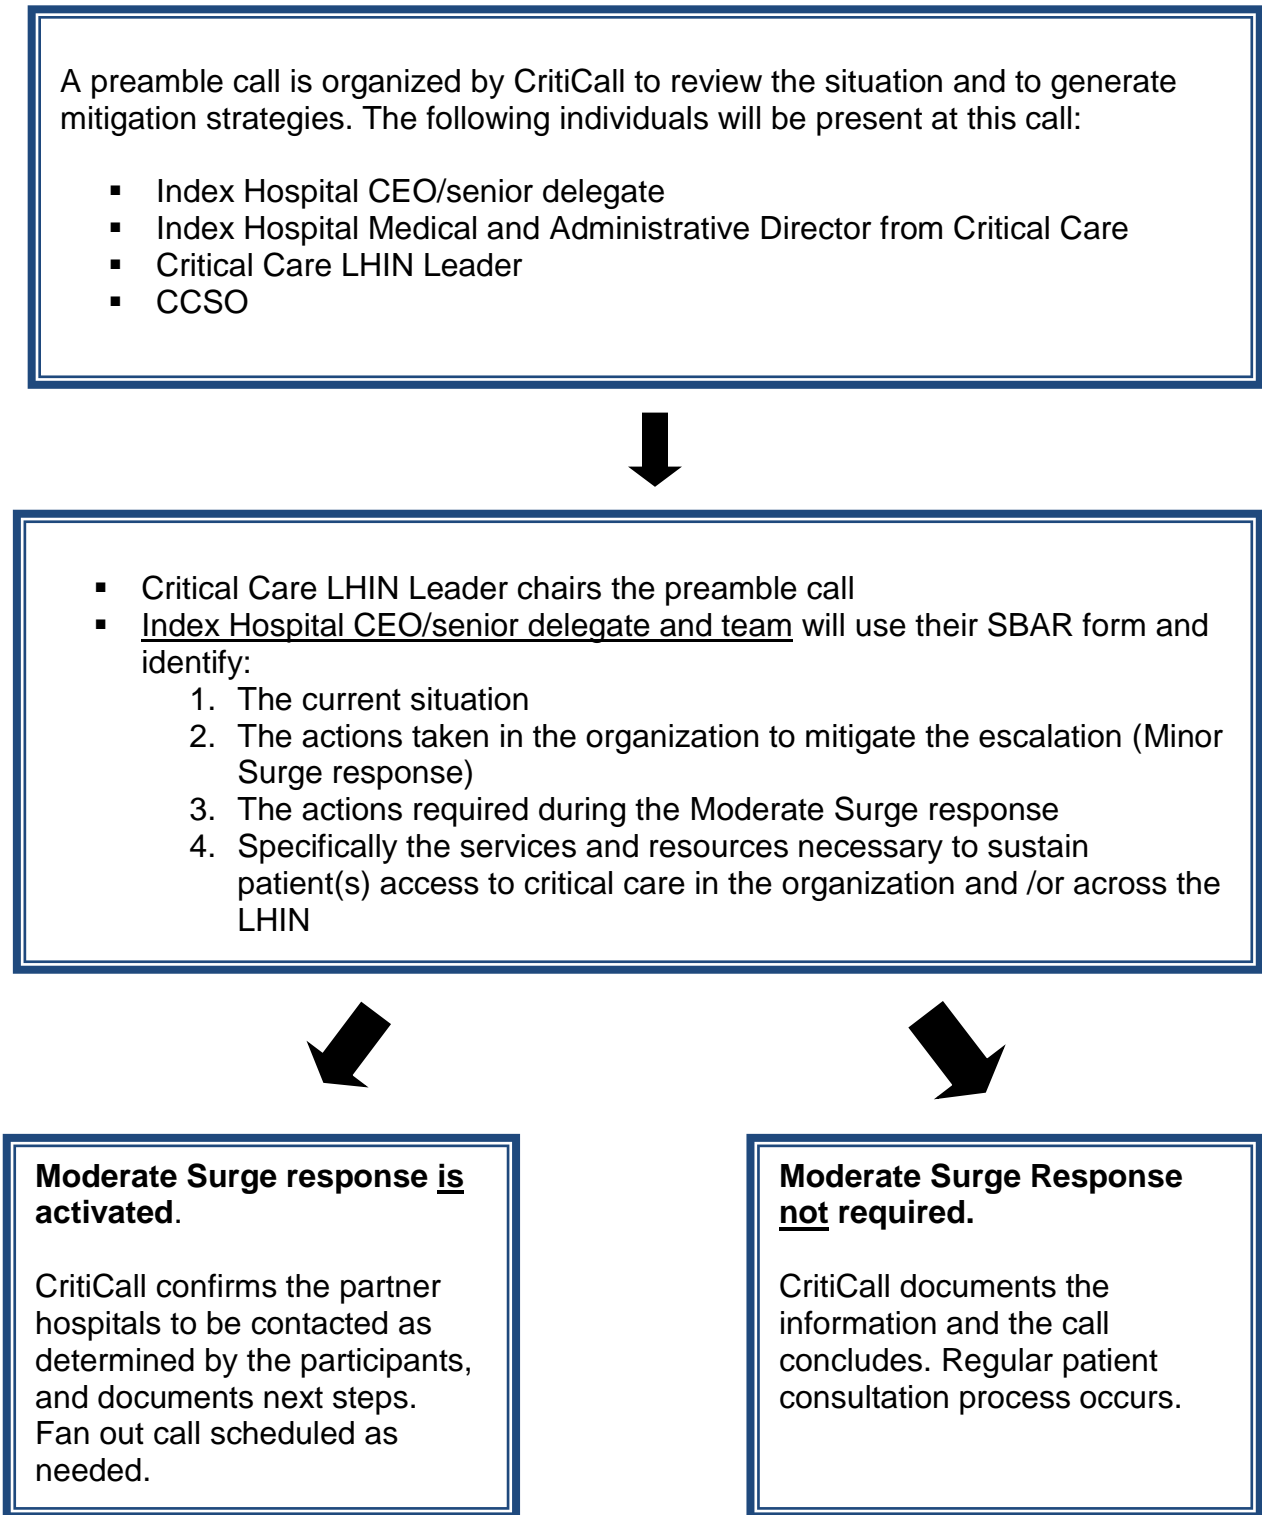 A preamble call is organized by CritiCall to review the situation and to generate
mitigation strategies. The following individuals will be present at this call:
▪ Index Hospital CEO/senior delegate
▪ Index Hospital Medical and Administrative Director from Critical Care
▪ Critical Care LHIN Leader
▪ CCSO
▪ Critical Care LHIN Leader chairs the preamble call
▪ Index Hospital CEO/senior delegate and team will use their SBAR form and
identify:
1. The current situation
2. The actions taken in the organization to mitigate the escalation (Minor
Surge response)
3. The actions required during the Moderate Surge response
4. Specifically the services and resources necessary to sustain
patient(s) access to critical care in the organization and /or across the
LHIN
Moderate Surge response is
activated.
CritiCall confirms the partner
hospitals to be contacted as
determined by the participants,
and documents next steps.
Fan out call scheduled as
needed.
Moderate Surge Response
not required.
CritiCall documents the
information and the call
concludes. Regular patient
consultation process occurs.